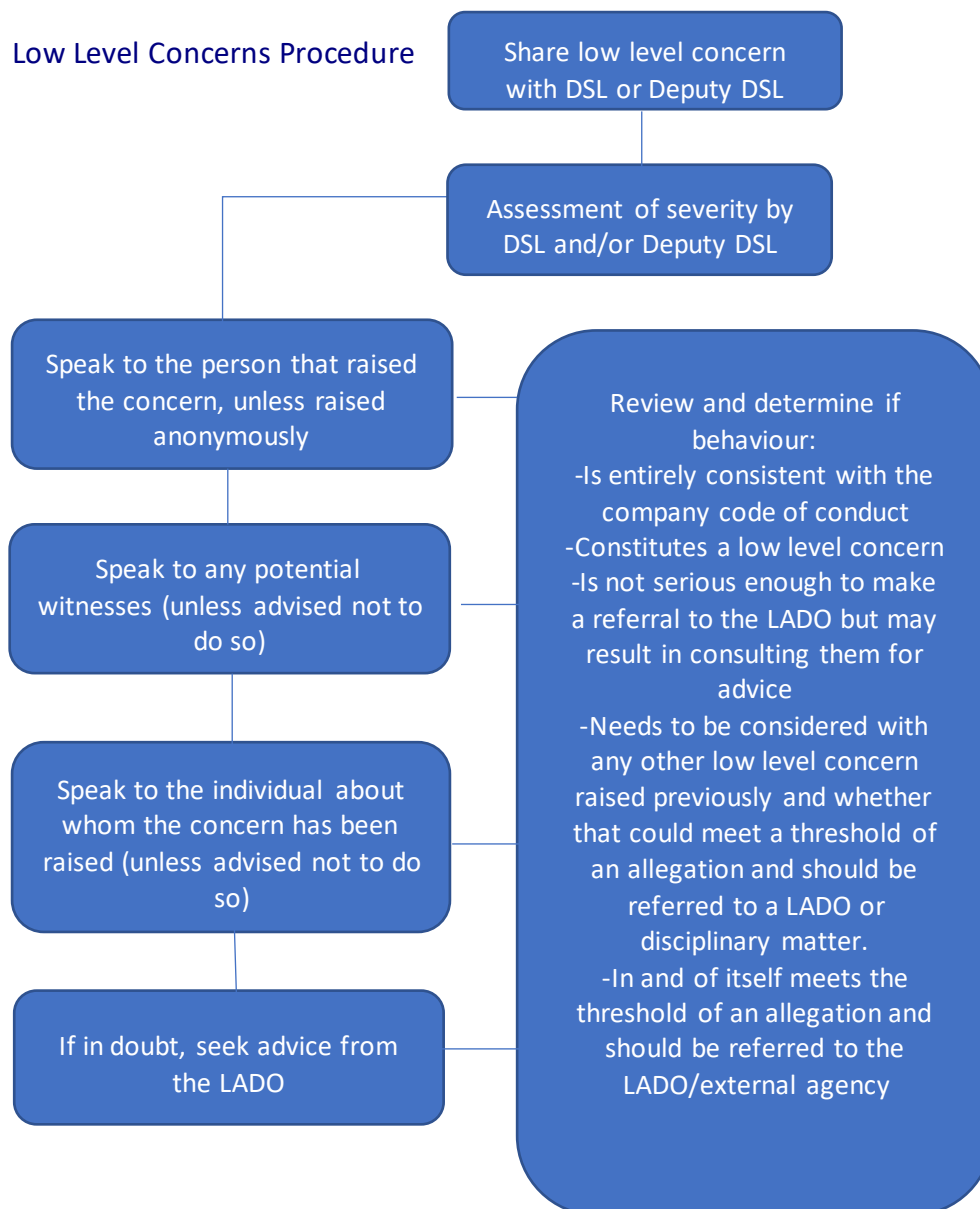 Low Level Concerns Procedure
Share low level concern
with DSL or Deputy DSL
Assessment of severity by
DSL and/or Deputy DSL
Speak to the person that raised
the concern, unless raised
anonymously
Speak to any potential
witnesses (unless advised not to
do so)
Speak to the individual about
whom the concern has been
raised (unless advised not to do
so)
If in doubt, seek advice from
the LADO
Review and determine if
behaviour:
-Is entirely consistent with the
company code of conduct
-Constitutes a low level concern
-Is not serious enough to make
a referral to the LADO but may
result in consulting them for
advice
-Needs to be considered with
any other low level concern
raised previously and whether
that could meet a threshold of
an allegation and should be
referred to a LADO or
disciplinary matter.
-In and of itself meets the
threshold of an allegation and
should be referred to the
LADO/external agency